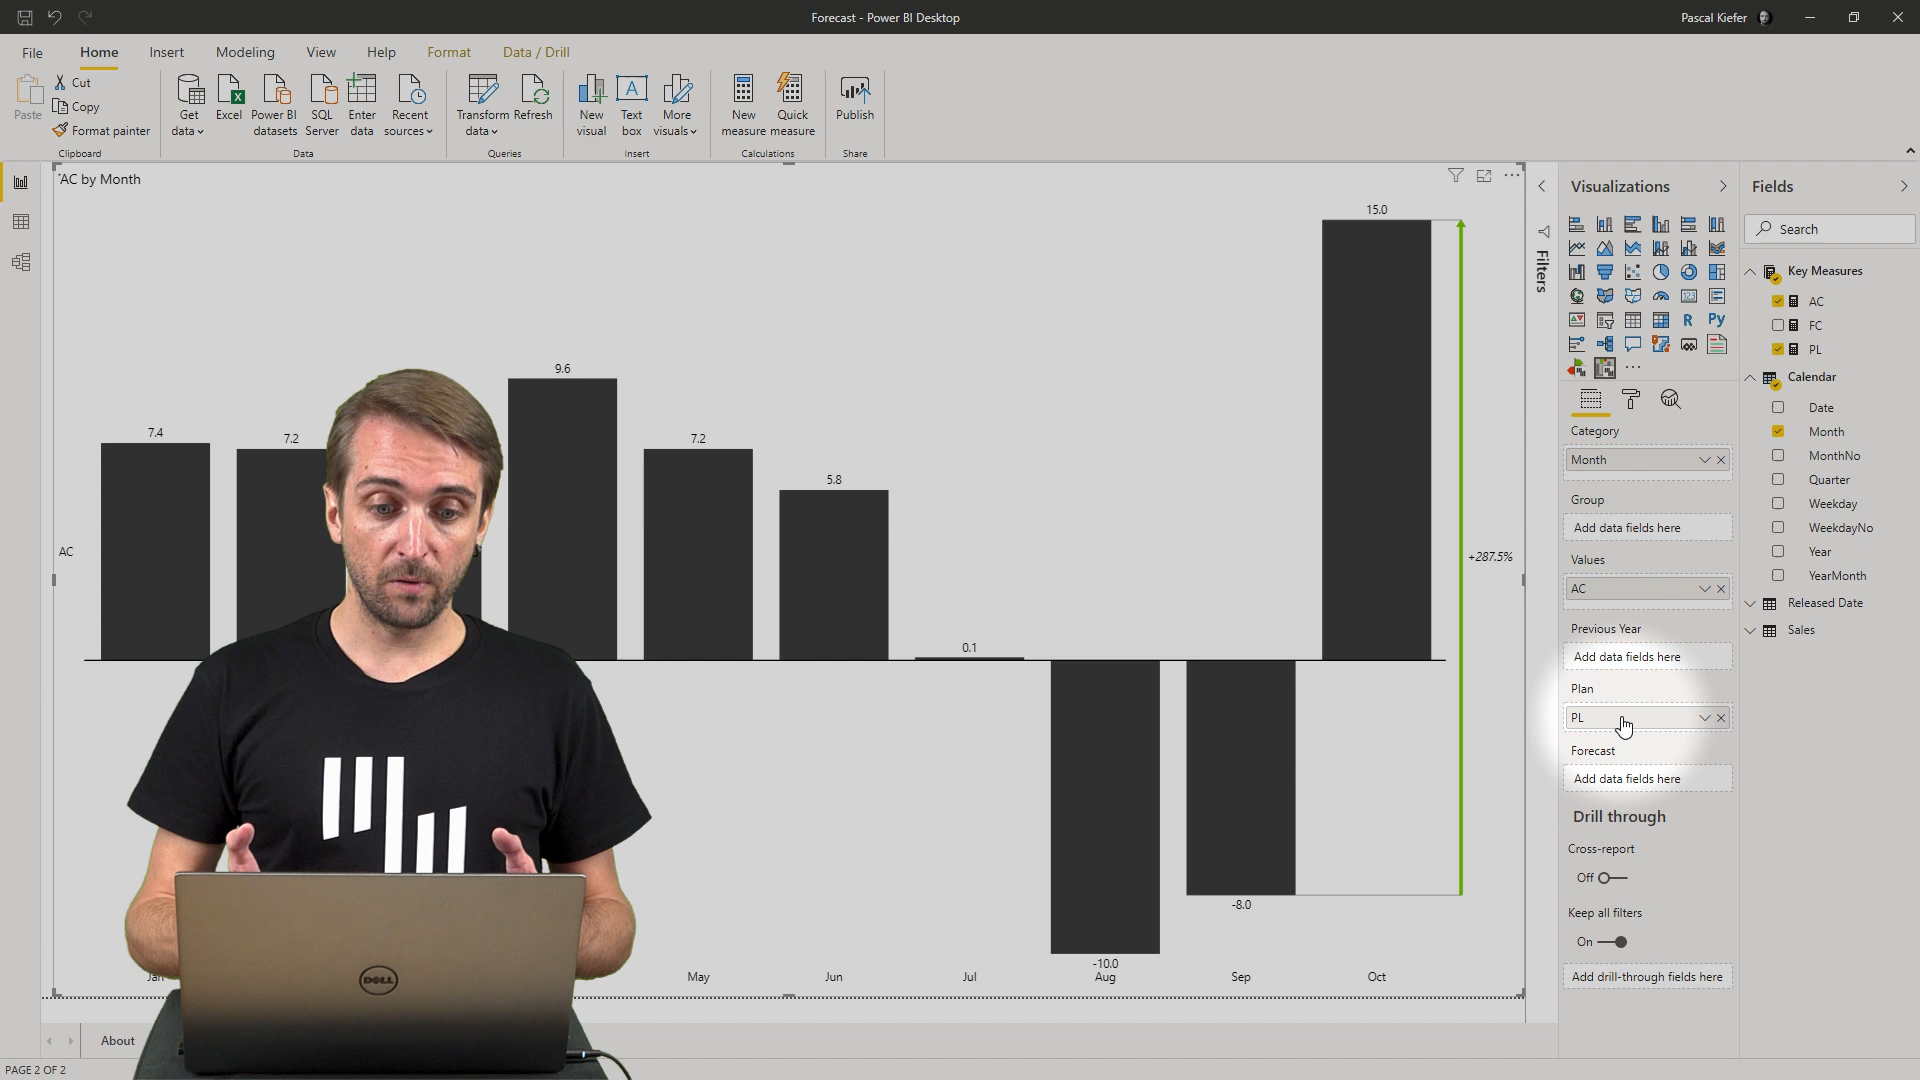 Forecast - Power BI Desktop
Pascal Kiefer
File
Home
Insert
Modeling
View
Help
Format
Data / Drill
Paste
Cut
Copy
Format painter
Clipboard
Get data
Excel
Power BI datasets
SQL Server
Enter data
Recent sources
Data
Transform data
Refresh
Queries
New visual
Text box
More visuals
Insert
New measure
Quick measure
Calculations
Publish
Share
AC by Month
15.0
9.6
7.4
7.2
7.2
5.8
0.1
AC
+287.5%
-8.0
-10.0
Jan
May
Jun
Jul
Aug
Sep
Oct
DELL
About
PAGE 2 OF 2
Filters
Visualizations
123
R
Py
Category
Month
Group
Add data fields here
Values
AC
Previous Year
Add data fields here
Plan
PL
Forecast
Add data fields here
Drill through
Cross-report
Off
Keep all filters
On
Add drill-through fields here
Fields
Search
Key Measures
AC
FC
PL
Calendar
Date
Month
MonthNo
Quarter
Weekday
WeekdayNo
Year
YearMonth
Released Date
Sales